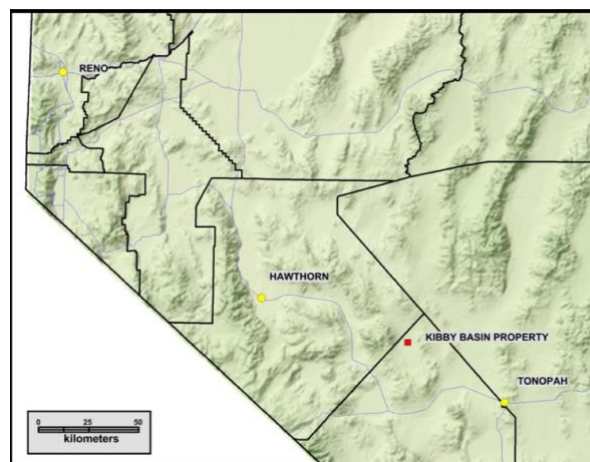 RENO
HAWTHORN
KIBBY BASIN PROPERTY
TONOPAH
0 25 50
kilometers